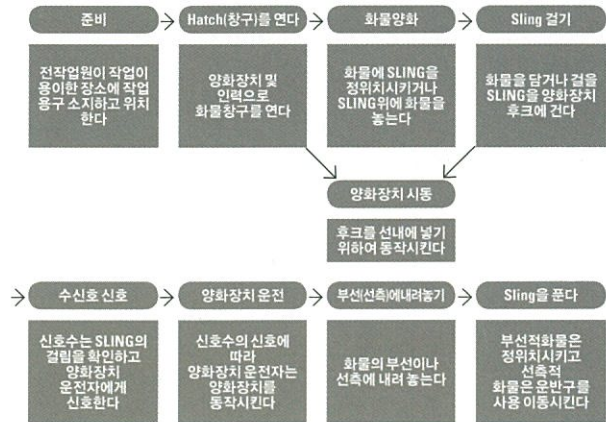 준비
Hatch(창구)를 연다
화물양화
Sling 걸기
전작업원이 작업이
용이한 장소에 작업
용구 소지하고 위치
한다
양화장치 및
인력으로
화물창구를 연다
화물에 SLING을
정위치시키거나
SLING위에 화물을
놓는다
화물을 담거나 걸을
SLING을 양화장치
후크에 건다
양화장치 시동
후크를 선내에 넣기
위하여 동작시킨다
수신호 신호
양화장치 운전
부선(선측)에내려놓기
Sling을 푼다
신호수는 SLING의
걸림을 확인하고
양화장치
운전자에게
신호한다
신호수의 신호에
따라
양화장치 운전자는
양화장치를
동작시킨다
화물의 부선이나
선측에 내려 놓는다
부선적화물은
정위치시키고
선측적
화물은 운반구를
사용 이동시킨다